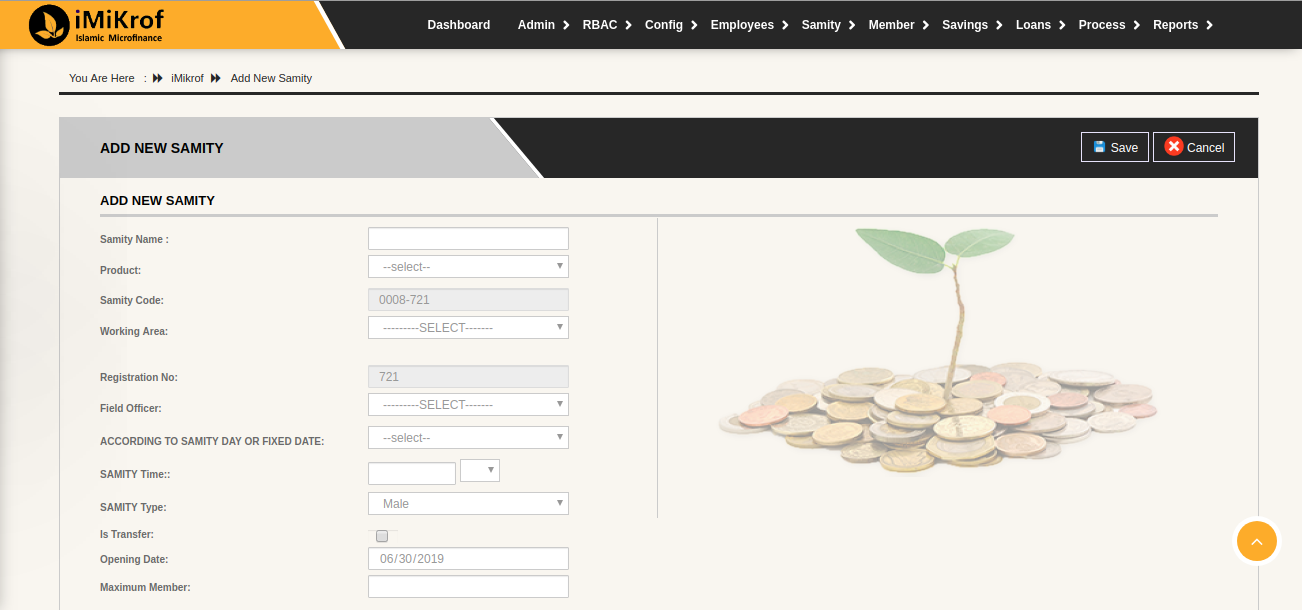 iMiKrof
Islamic Microfinance
Dashboard Admin RBAC Config Employees Samity Member Savings Loans Process Reports
You Are Here : iMikrof Add New Samity
ADD NEW SAMITY Save Cancel
ADD NEW SAMITY
Samity Name :
Product: --select--
Samity Code: 0008-721
Working Area: ---------SELECT-------
Registration No: 721
Field Officer: ---------SELECT-------
ACCORDING TO SAMITY DAY OR FIXED DATE: --select--
SAMITY Time::
SAMITY Type: Male
Is Transfer:
Opening Date: 06/30/2019
Maximum Member: